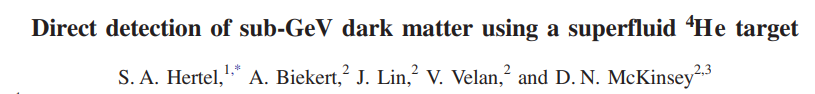 Direct detection of sub-GeV dark matter using a superfluid ⁴He target
S. A. Hertel,¹,* A. Biekert,² J. Lin,² V. Velan,² and D. N. McKinsey²,³